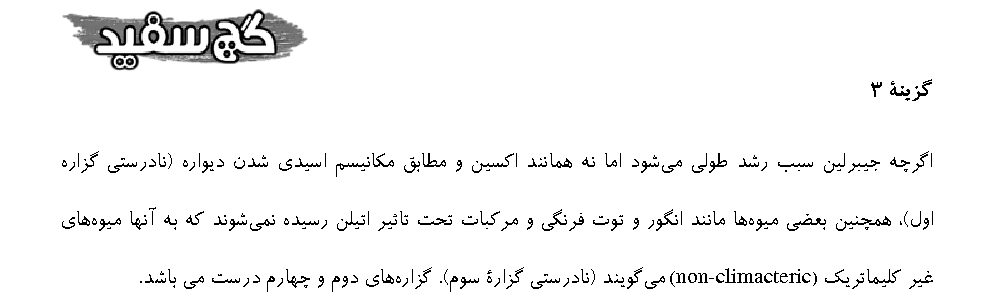 گچ سفید
گزینهٔ ۳
اگرچه جیبرلین سبب رشد طولی می‌شود اما نه همانند اکسین و مطابق مکانیسم اسیدی شدن دیواره (نادرستی گزاره
اول)، همچنین بعضی میوه‌ها مانند انگور و توت فرنگی و مرکبات تحت تاثیر اتیلن رسیده نمی‌شوند که به آنها میوه‌های
غیر کلیماتریک (non-climacteric) می‌گویند (نادرستی گزارهٔ سوم). گزاره‌های دوم و چهارم درست می باشد.